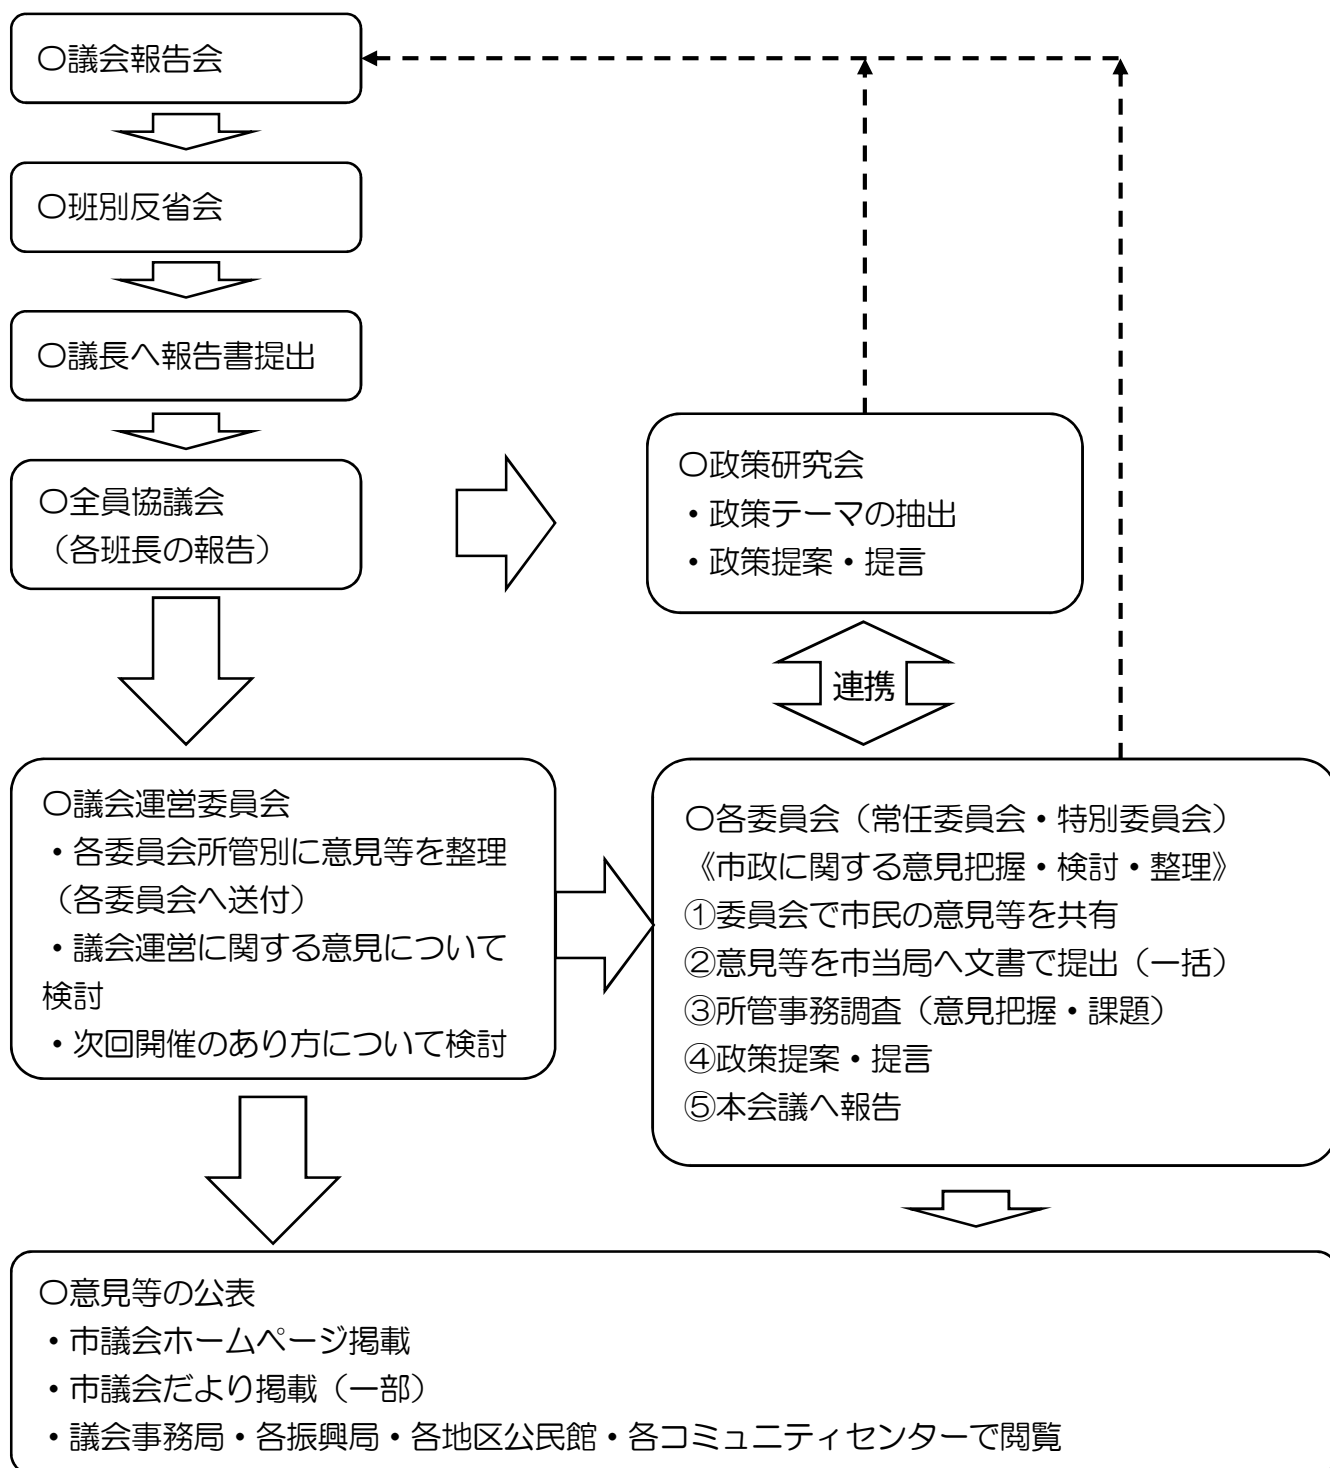 〇議会報告会
〇班別反省会
〇議長へ報告書提出
〇全員協議会
（各班長の報告）
〇政策研究会
・政策テーマの抽出
・政策提案・提言
連携
〇議会運営委員会
・各委員会所管別に意見等を整理
（各委員会へ送付）
・議会運営に関する意見について
検討
・次回開催のあり方について検討
〇各委員会（常任委員会・特別委員会）
《市政に関する意見把握・検討・整理》
①委員会で市民の意見等を共有
②意見等を市当局へ文書で提出（一括）
③所管事務調査（意見把握・課題）
④政策提案・提言
⑤本会議へ報告
〇意見等の公表
・市議会ホームページ掲載
・市議会だより掲載（一部）
・議会事務局・各振興局・各地区公民館・各コミュニティセンターで閲覧